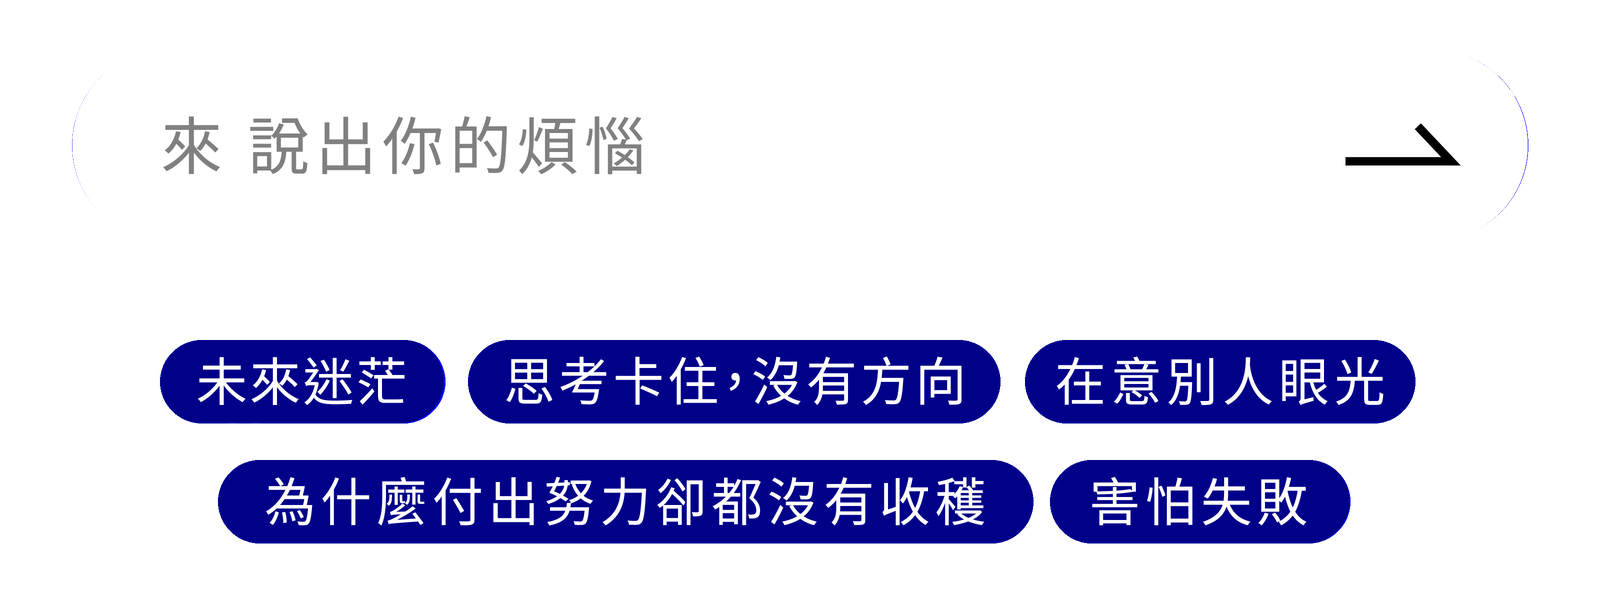 來 說出你的煩惱
未來迷茫
思考卡住，沒有方向
在意別人眼光
為什麼付出努力卻都沒有收穫
害怕失敗